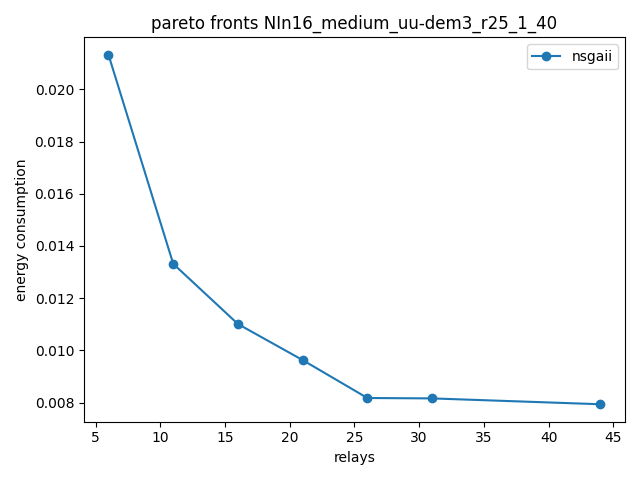 pareto fronts NIn16_medium_uu-dem3_r25_1_40
nsgaii
energy consumption
0.020
0.018
0.016
0.014
0.012
0.010
0.008
5 10 15 20 25 30 35 40 45
relays